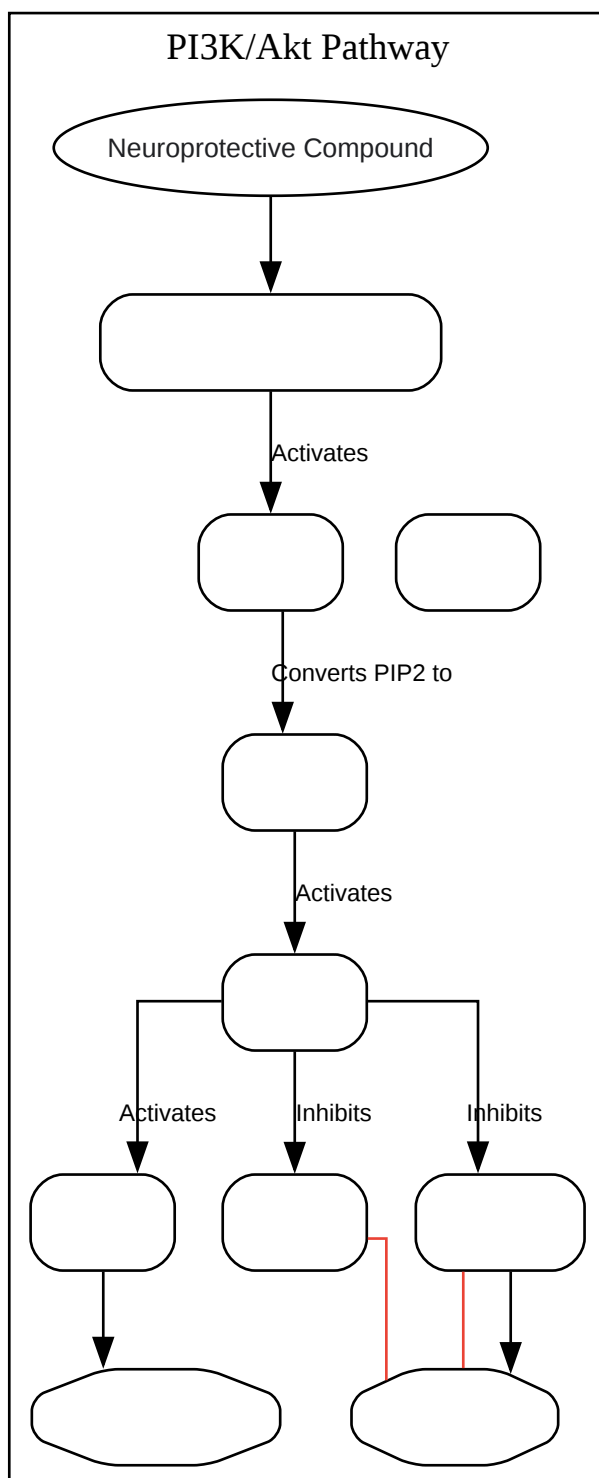 PI3K/Akt Pathway
Neuroprotective Compound
Activates
Converts PIP2 to
Activates
Activates
Inhibits
Inhibits